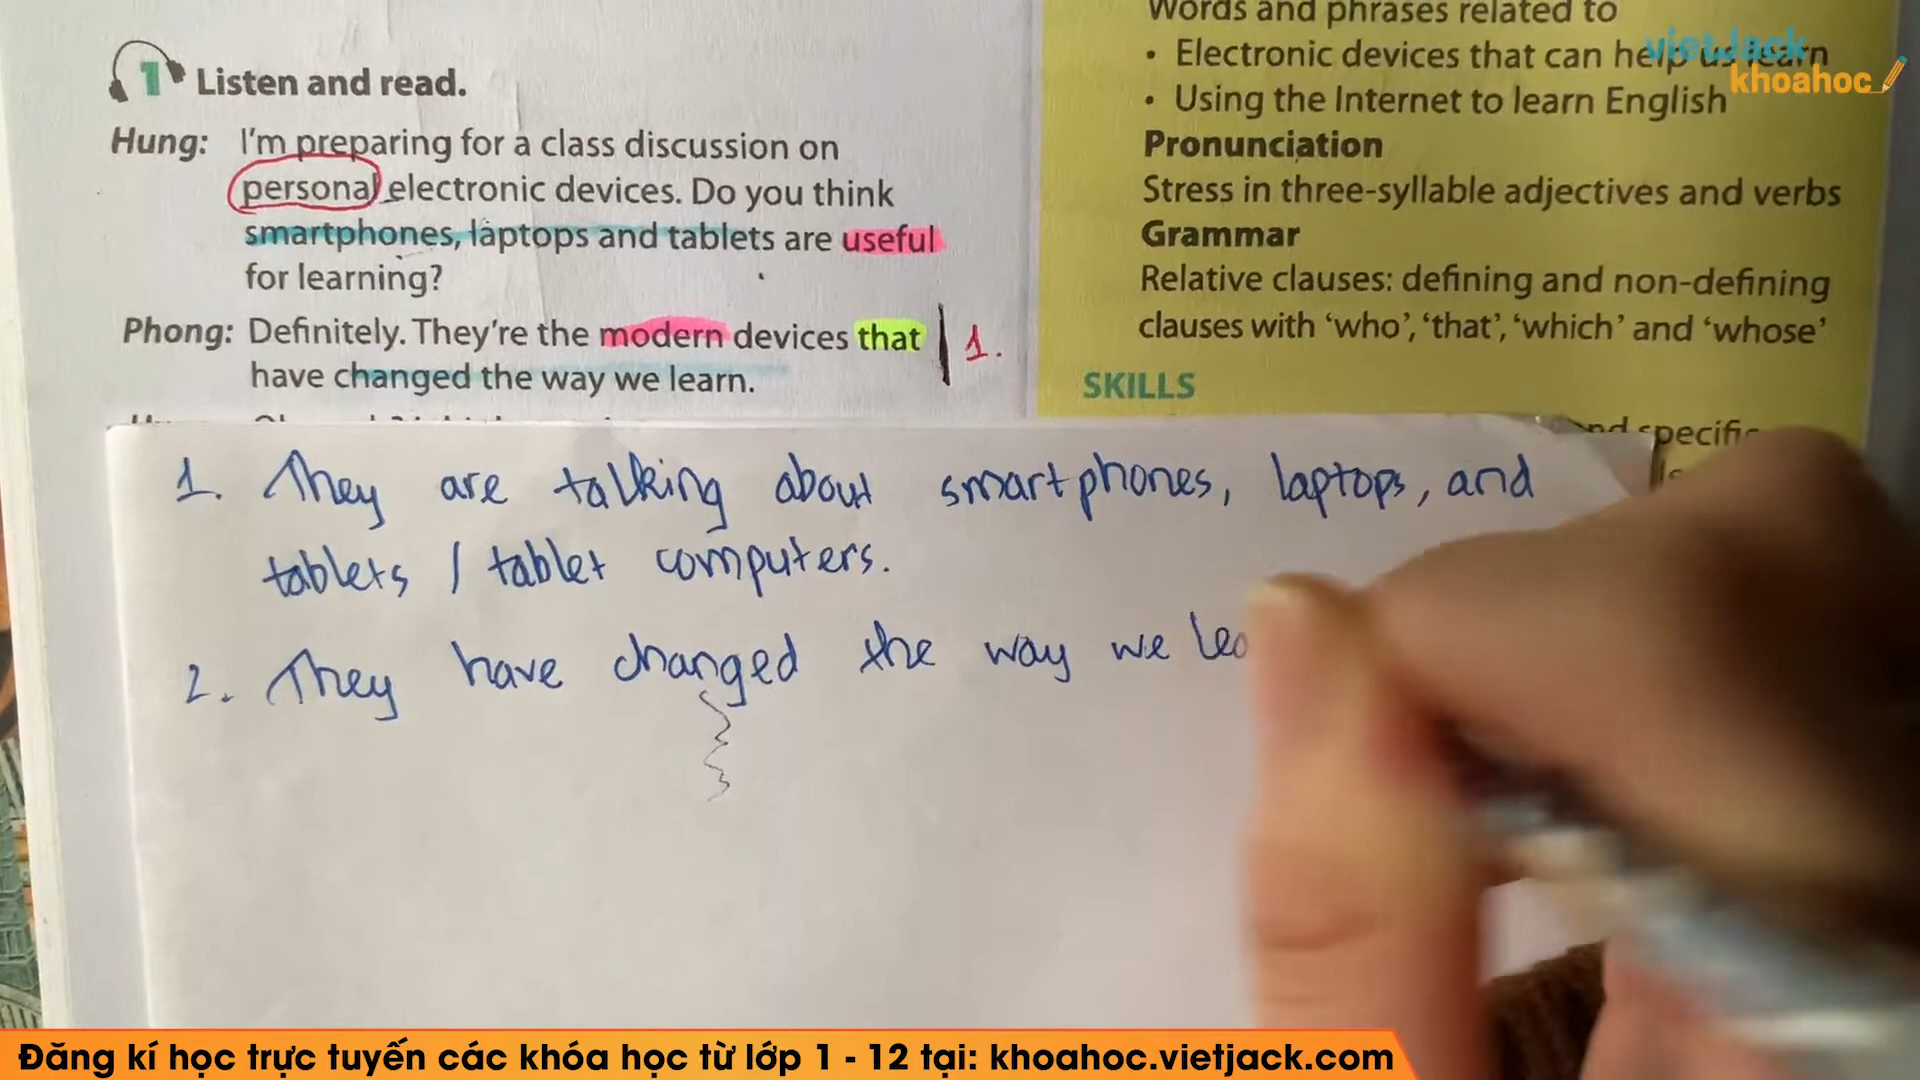 1 Listen and read.
Hung: I'm preparing for a class discussion on
personal electronic devices. Do you think
smartphones, laptops and tablets are useful
for learning?
Phong: Definitely. They're the modern devices that
have changed the way we learn.
1.
Words and phrases related to
• Electronic devices that can help us learn
• Using the Internet to learn English
Pronunciation
Stress in three-syllable adjectives and verbs
Grammar
Relative clauses: defining and non-defining
clauses with 'who', 'that', 'which' and 'whose'
SKILLS
specific
vietJack
khoahoc
1. They are talking about smartphones, laptops, and
tablets / tablet computers.
2. They have changed the way we lea
Đăng kí học trực tuyến các khóa học từ lớp 1 - 12 tại: khoahoc.vietjack.com